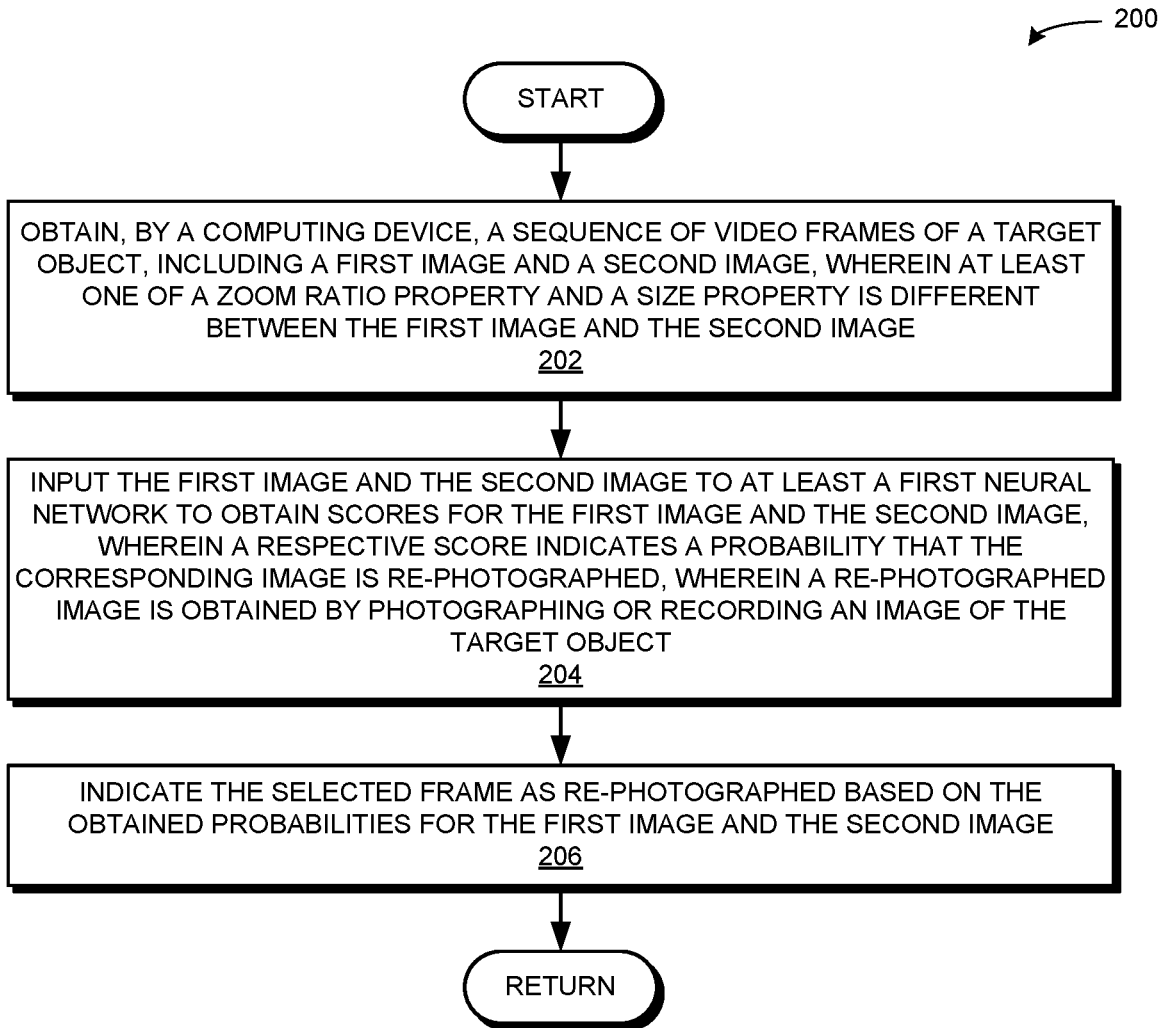 200
START
OBTAIN, BY A COMPUTING DEVICE, A SEQUENCE OF VIDEO FRAMES OF A TARGET
OBJECT, INCLUDING A FIRST IMAGE AND A SECOND IMAGE, WHEREIN AT LEAST
ONE OF A ZOOM RATIO PROPERTY AND A SIZE PROPERTY IS DIFFERENT
BETWEEN THE FIRST IMAGE AND THE SECOND IMAGE
202
INPUT THE FIRST IMAGE AND THE SECOND IMAGE TO AT LEAST A FIRST NEURAL
NETWORK TO OBTAIN SCORES FOR THE FIRST IMAGE AND THE SECOND IMAGE,
WHEREIN A RESPECTIVE SCORE INDICATES A PROBABILITY THAT THE
CORRESPONDING IMAGE IS RE-PHOTOGRAPHED, WHEREIN A RE-PHOTOGRAPHED
IMAGE IS OBTAINED BY PHOTOGRAPHING OR RECORDING AN IMAGE OF THE
TARGET OBJECT
204
INDICATE THE SELECTED FRAME AS RE-PHOTOGRAPHED BASED ON THE
OBTAINED PROBABILITIES FOR THE FIRST IMAGE AND THE SECOND IMAGE
206
RETURN